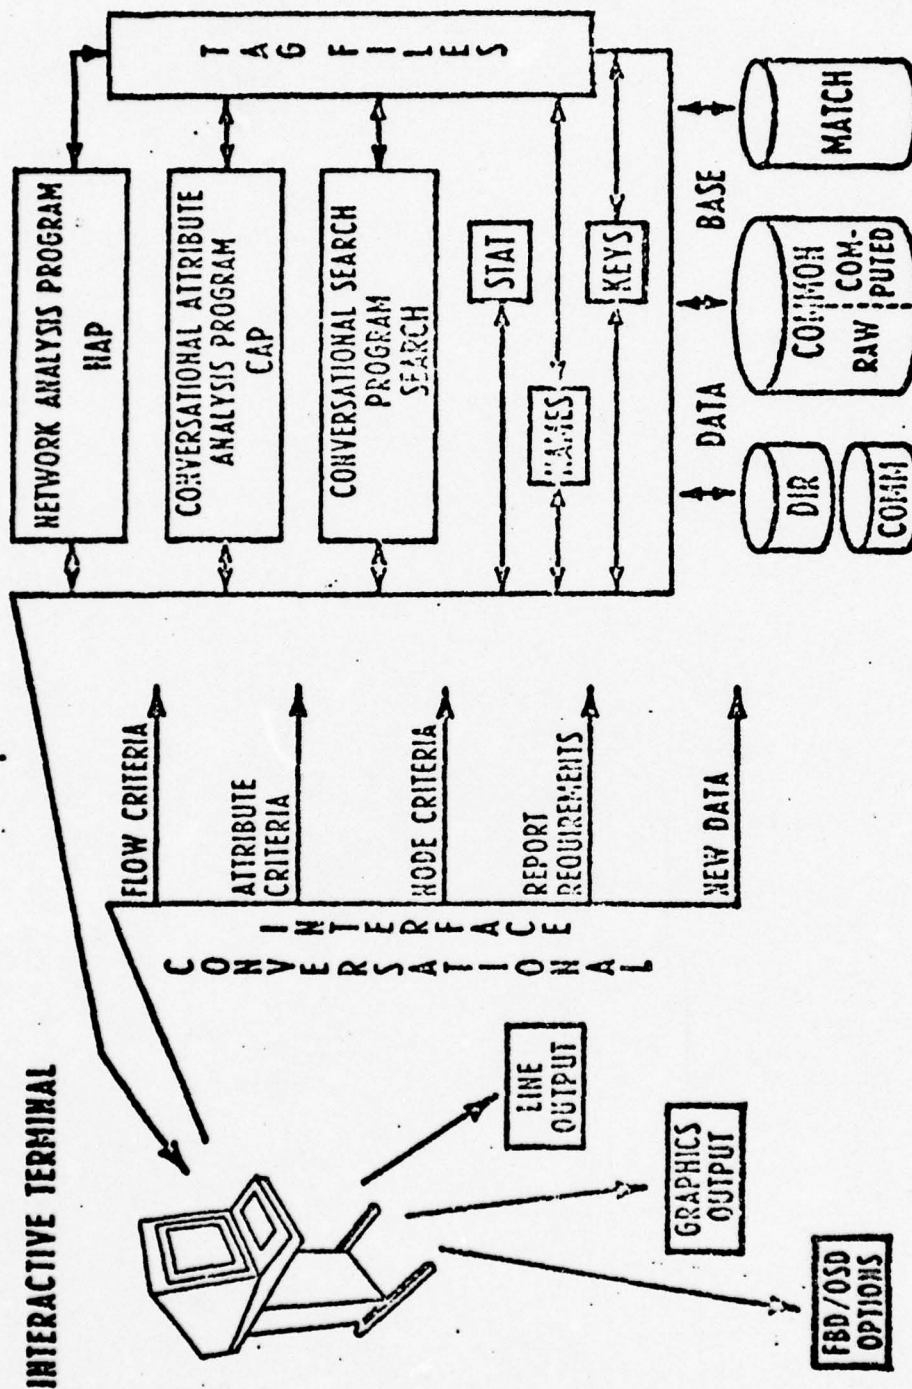 INTERACTIVE TERMINAL
CONVERSATIONAL
INTERFACE
FLOW CRITERIA
ATTRIBUTE
CRITERIA
NODE CRITERIA
REPORT
REQUIREMENTS
NEW DATA
LINE
OUTPUT
GRAPHICS
OUTPUT
FBD/OSD
OPTIONS
NETWORK ANALYSIS PROGRAM
NAP
CONVERSATIONAL ATTRIBUTE
ANALYSIS PROGRAM
CAP
CONVERSATIONAL SEARCH
PROGRAM
SEARCH
STAT
NAMES
KEYS
TAG FILES
DATA BASE
DIR
COMM
COMMON
RAW COM-
PUTED
MATCH